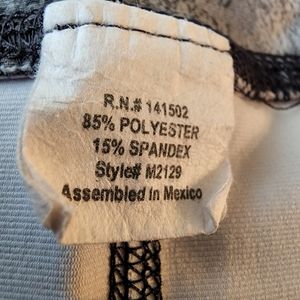 R.N.# 141502
85% POLYESTER
15% SPANDEX
Style# M2129
Assembled in Mexico